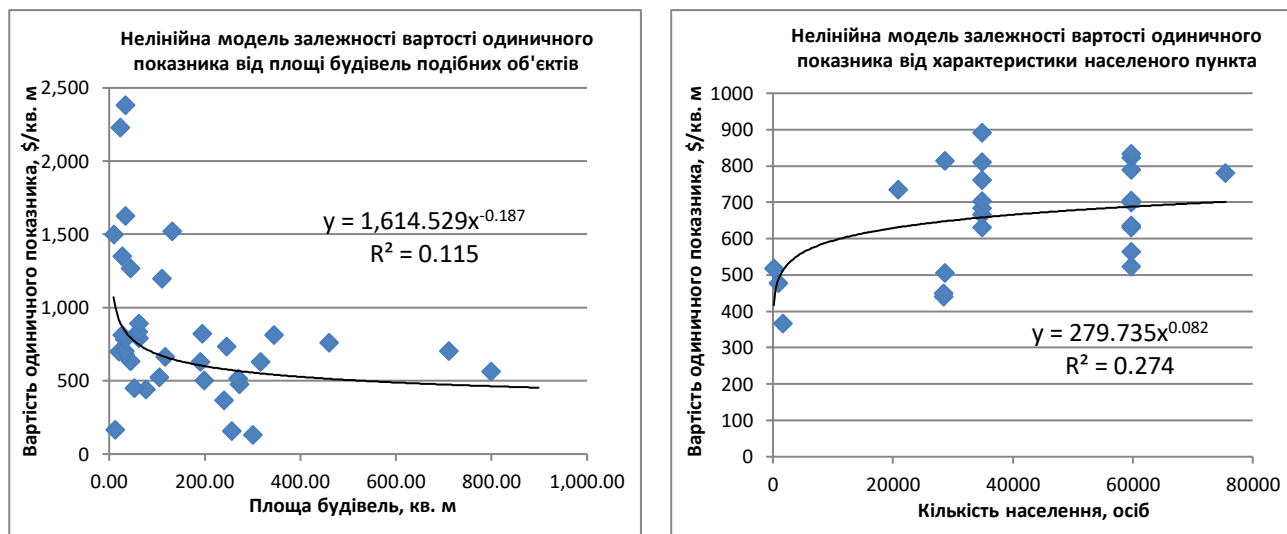 Нелінійна модель залежності вартості одиничного
показника від площі будівель подібних об'єктів
Вартість одиничного показника, $/кв. м
2,500
2,000
1,500
1,000
500
0
y = 1,614.529x^-0.187
R² = 0.115
0.00 200.00 400.00 600.00 800.00 1,000.00
Площа будівель, кв. м
Нелінійна модель залежності вартості одиничного
показника від характеристики населеного пункта
Вартість одиничного показника, $/кв. м
1000
900
800
700
600
500
400
300
200
100
0
y = 279.735x^0.082
R² = 0.274
0 20000 40000 60000 80000
Кількість населення, осіб